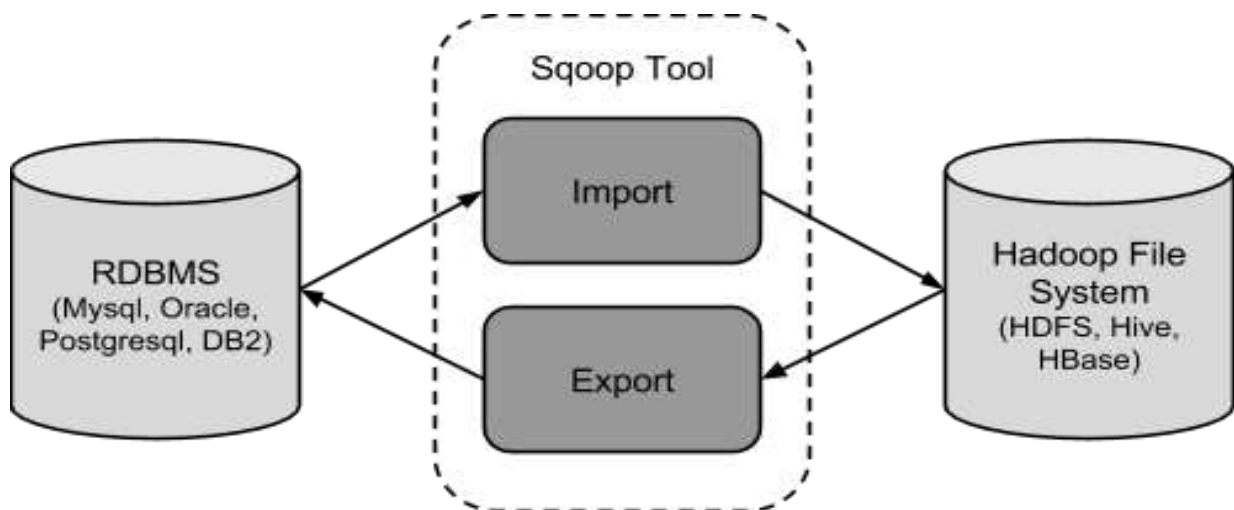 Sqoop Tool
Import
RDBMS
(Mysql, Oracle,
Postgresql, DB2)
Hadoop File
System
(HDFS, Hive,
HBase)
Export